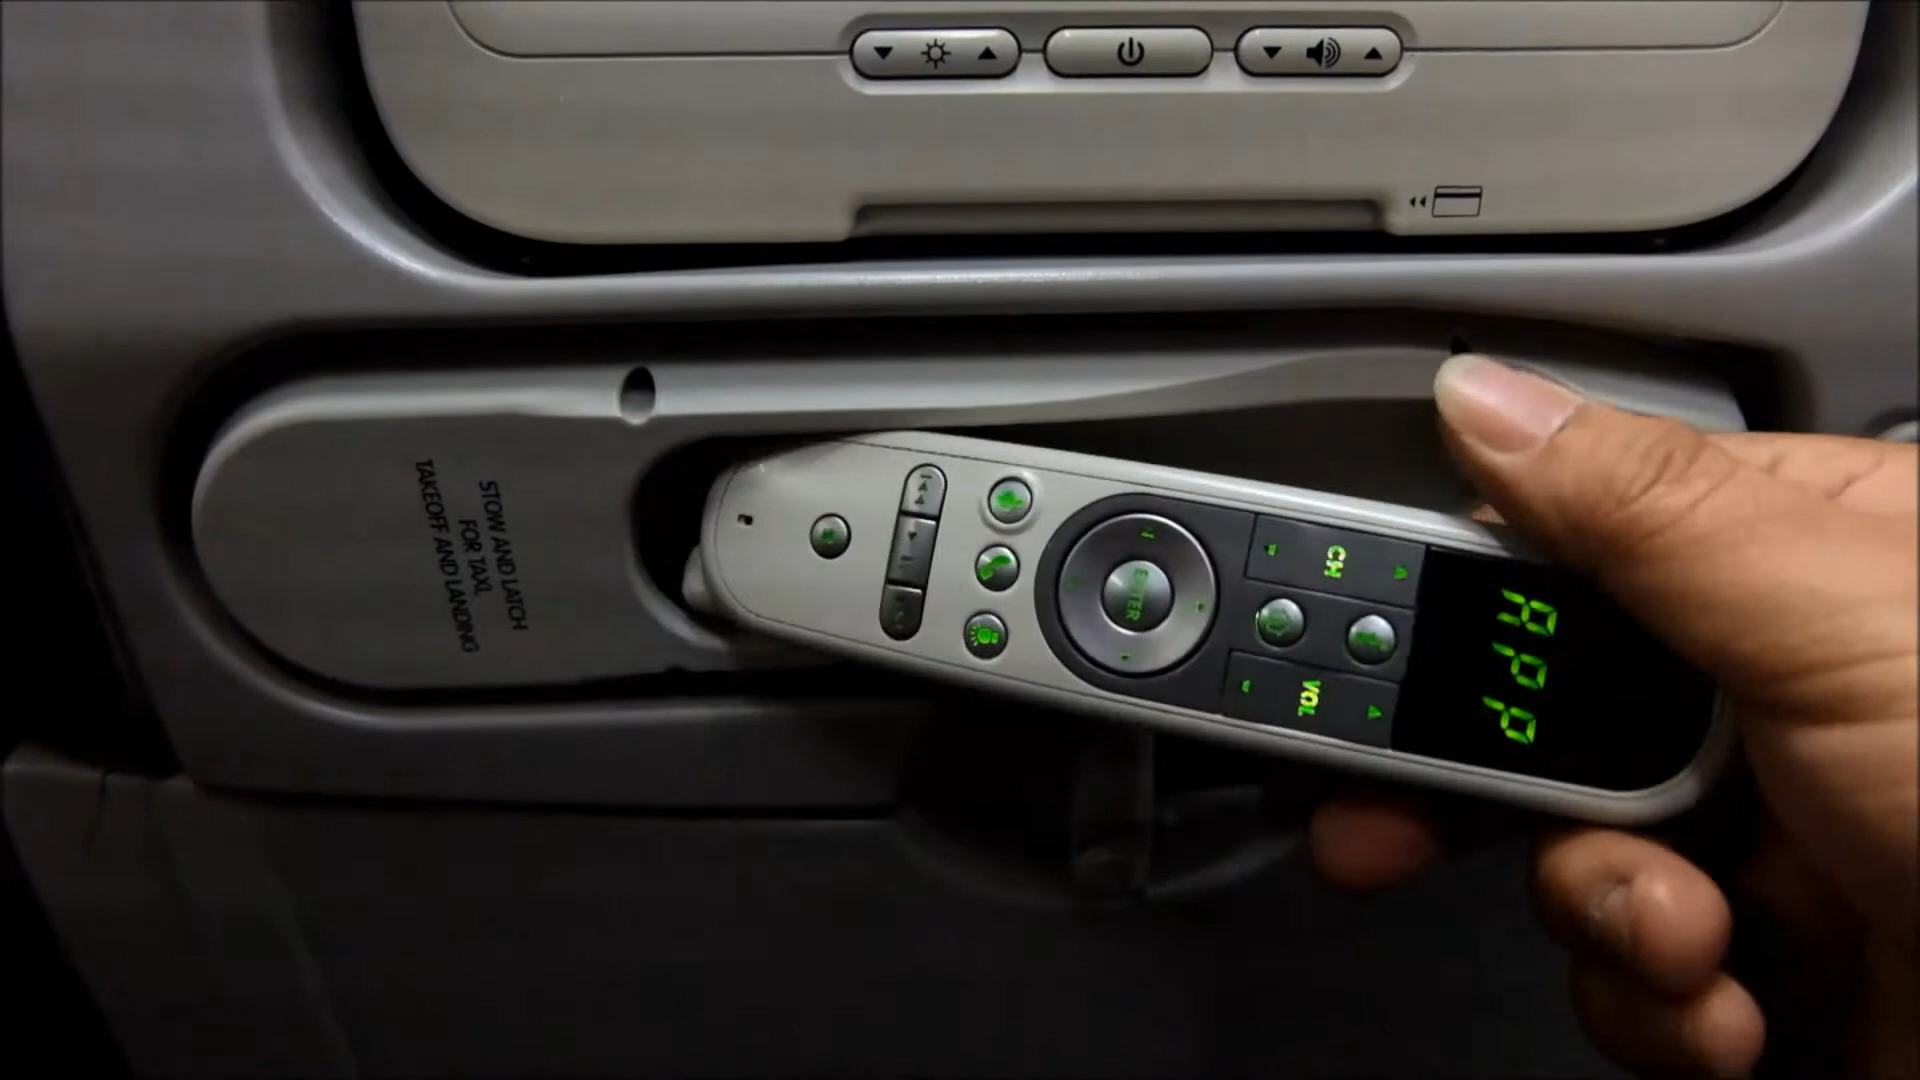 STOW AND LATCH
FOR TAXI,
TAKEOFF AND LANDING
ENTER
CH
VOL
APP